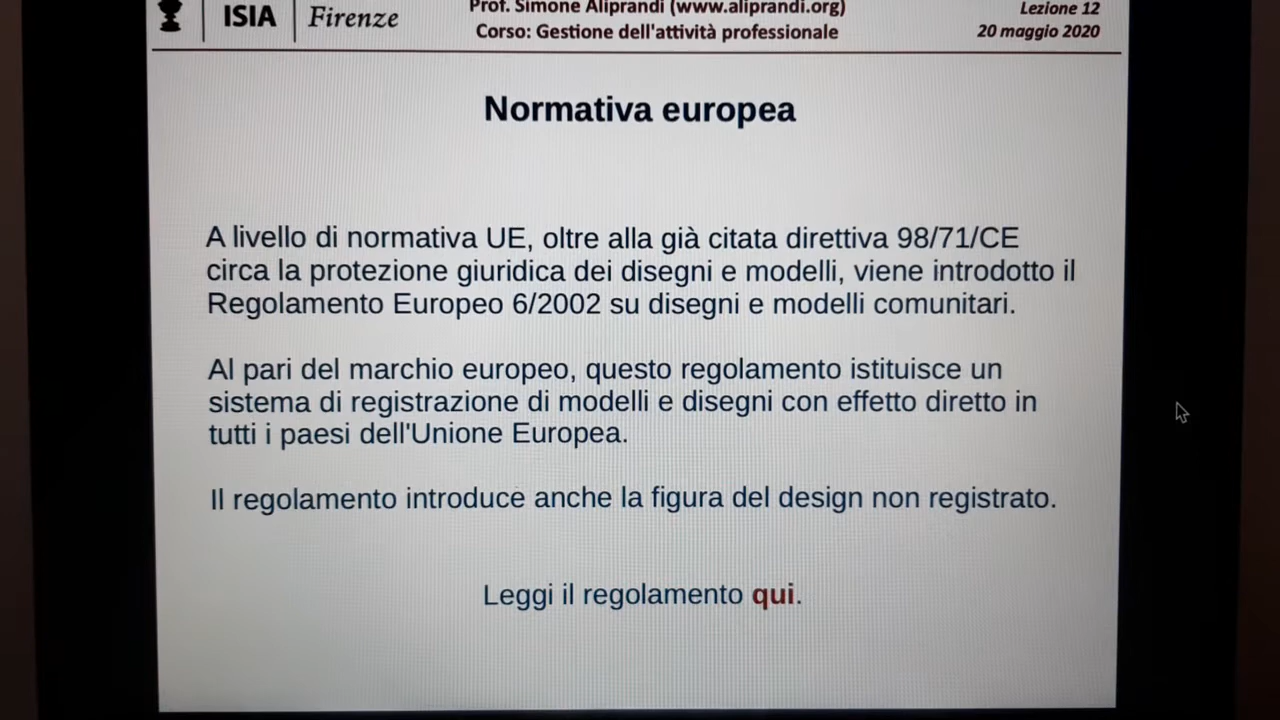 ISIA Firenze
Prof. Simone Aliprandi (www.aliprandi.org)
Corso: Gestione dell'attività professionale
Lezione 12
20 maggio 2020
Normativa europea
A livello di normativa UE, oltre alla già citata direttiva 98/71/CE
circa la protezione giuridica dei disegni e modelli, viene introdotto il
Regolamento Europeo 6/2002 su disegni e modelli comunitari.
Al pari del marchio europeo, questo regolamento istituisce un
sistema di registrazione di modelli e disegni con effetto diretto in
tutti i paesi dell'Unione Europea.
Il regolamento introduce anche la figura del design non registrato.
Leggi il regolamento qui.